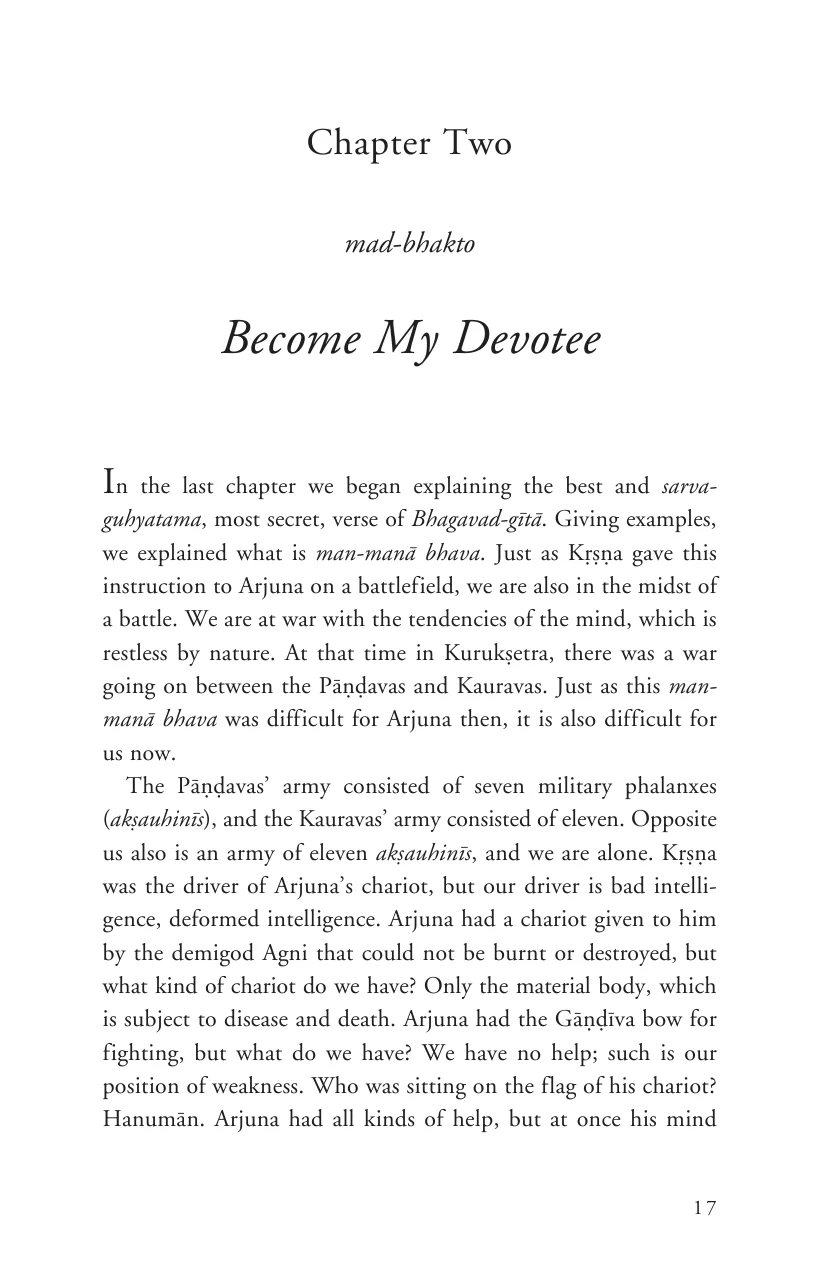 Chapter Two
mad-bhakto
Become My Devotee
In the last chapter we began explaining the best and sarva-
guhyatama, most secret, verse of Bhagavad-gītā. Giving examples,
we explained what is man-manā bhava. Just as Kṛṣṇa gave this
instruction to Arjuna on a battlefield, we are also in the midst of
a battle. We are at war with the tendencies of the mind, which is
restless by nature. At that time in Kurukṣetra, there was a war
going on between the Pāṇḍavas and Kauravas. Just as this man-
manā bhava was difficult for Arjuna then, it is also difficult for
us now.
The Pāṇḍavas’ army consisted of seven military phalanxes
(akṣauhinīs), and the Kauravas’ army consisted of eleven. Opposite
us also is an army of eleven akṣauhinīs, and we are alone. Kṛṣṇa
was the driver of Arjuna’s chariot, but our driver is bad intelli-
gence, deformed intelligence. Arjuna had a chariot given to him
by the demigod Agni that could not be burnt or destroyed, but
what kind of chariot do we have? Only the material body, which
is subject to disease and death. Arjuna had the Gāṇḍīva bow for
fighting, but what do we have? We have no help; such is our
position of weakness. Who was sitting on the flag of his chariot?
Hanumān. Arjuna had all kinds of help, but at once his mind
17